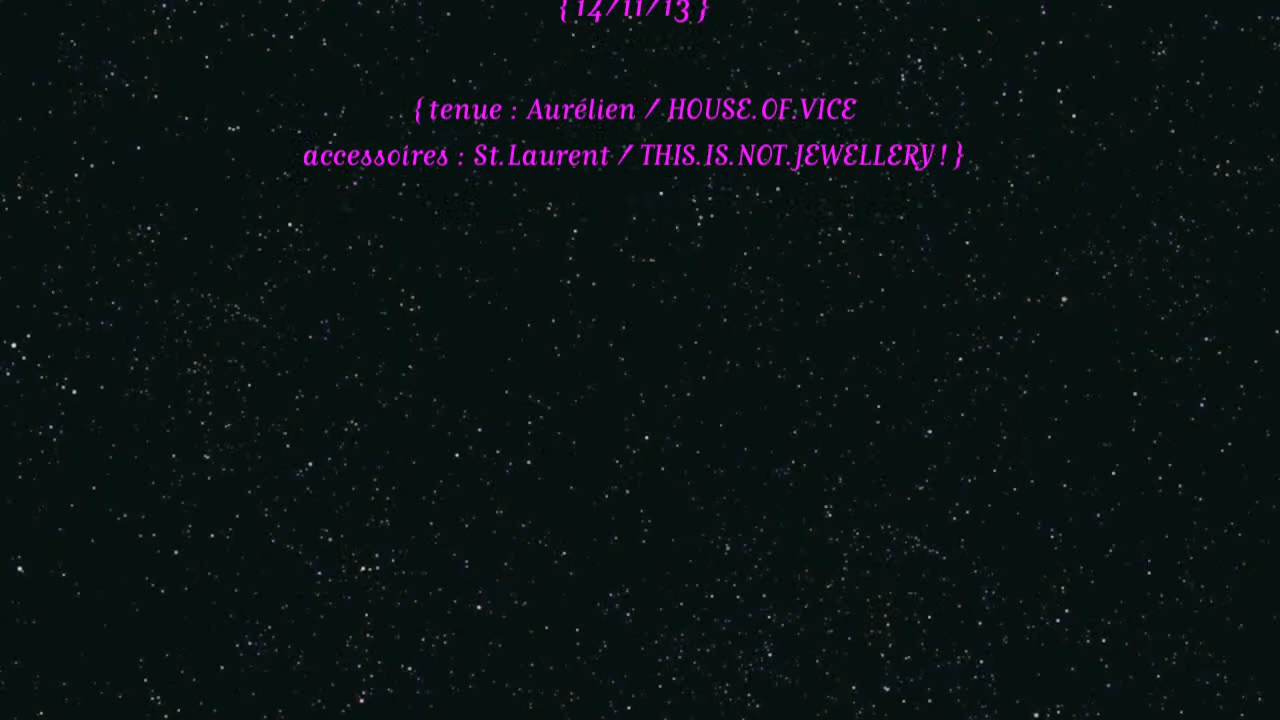 { 14/11/13 }
{ tenue : Aurélien / HOUSE.OF.VICE
accessoires : St.Laurent / THIS.IS.NOT.JEWELLERY ! }